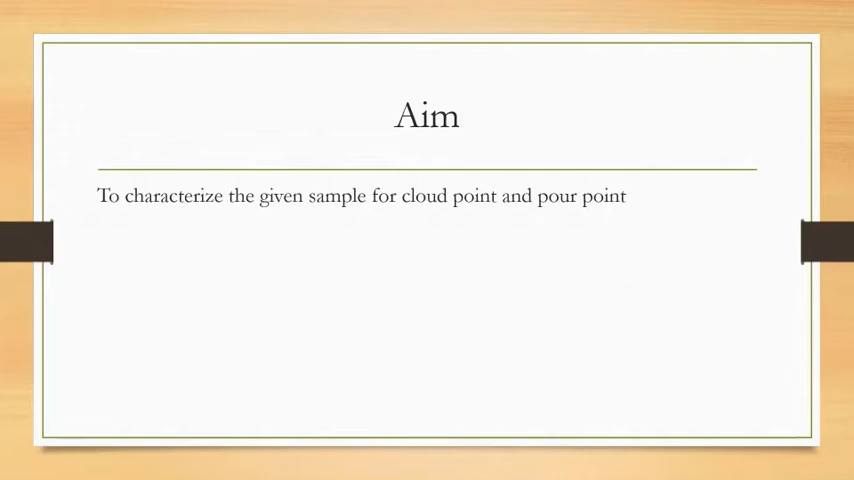 Aim
To characterize the given sample for cloud point and pour point